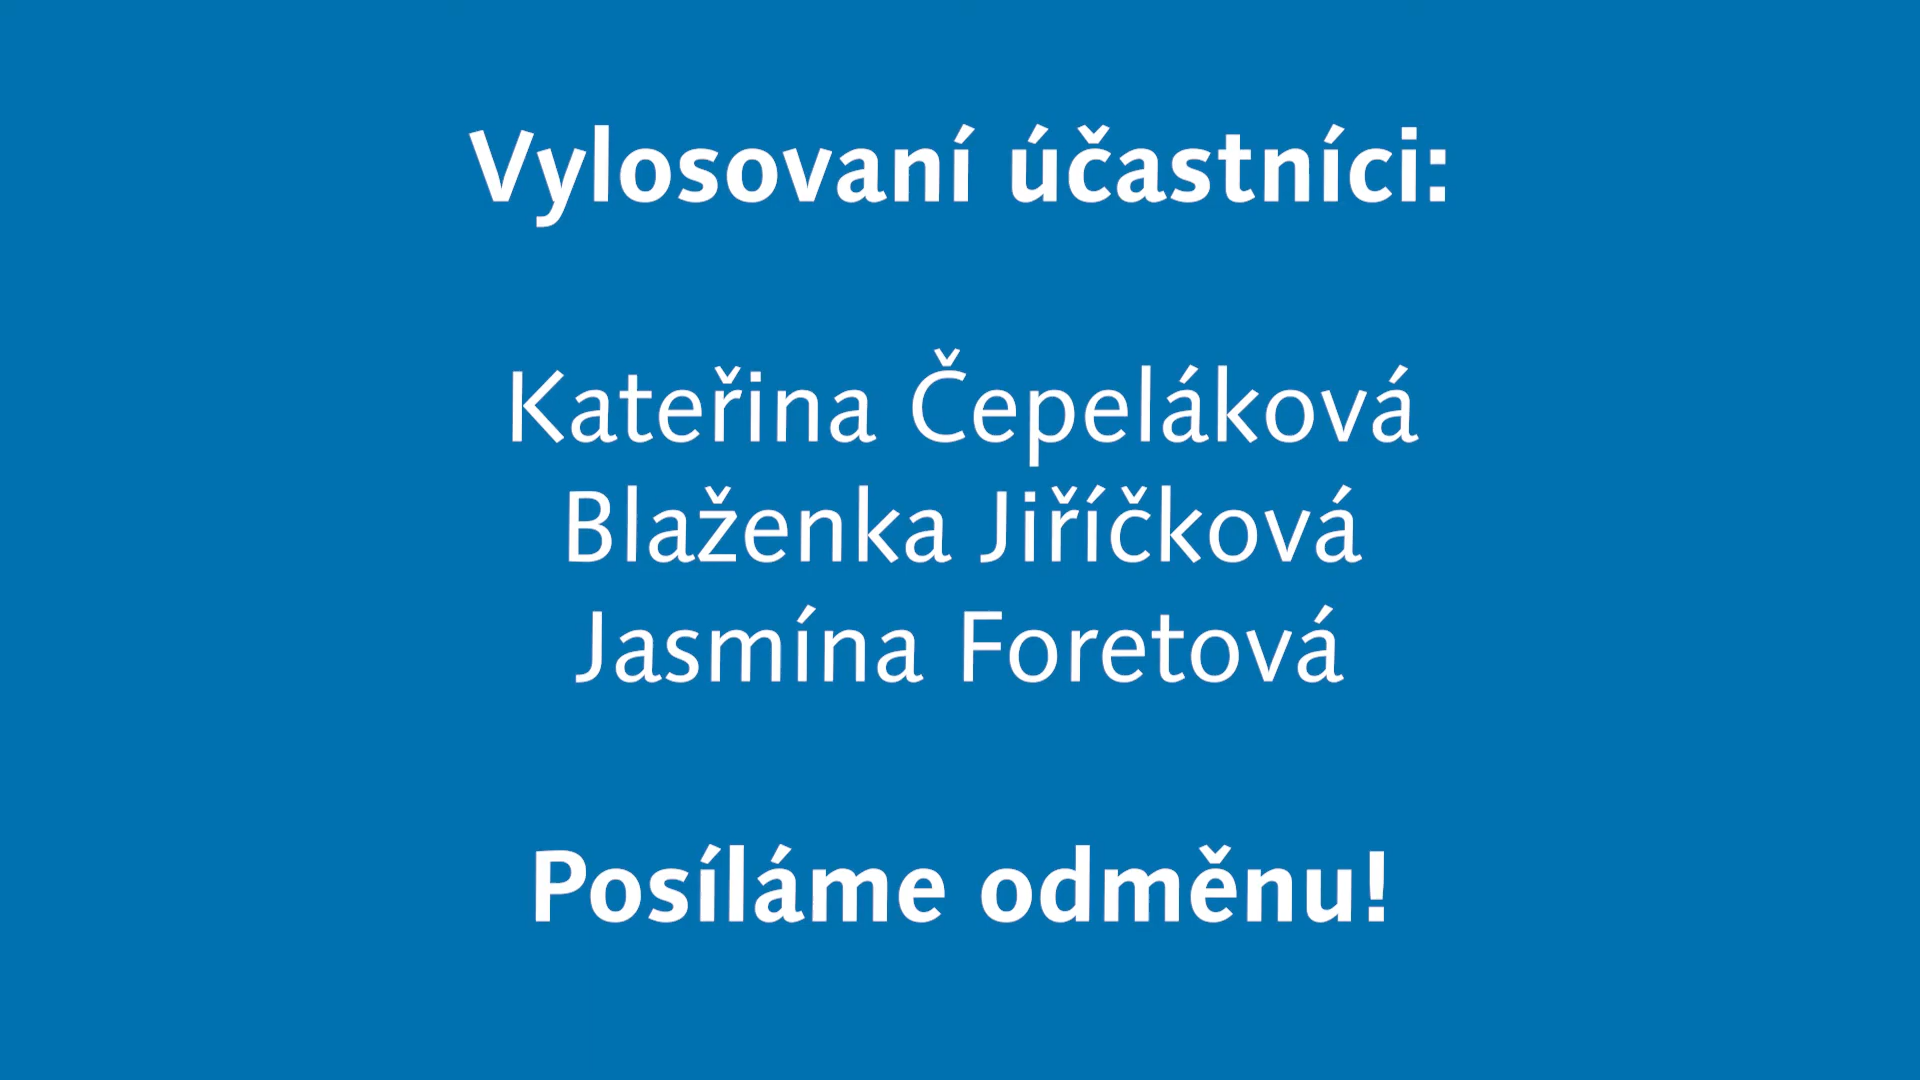 Vylosovaní účastníci:
Kateřina Čepeláková
Blaženka Jiříčková
Jasmína Foretová
Posíláme odměnu!